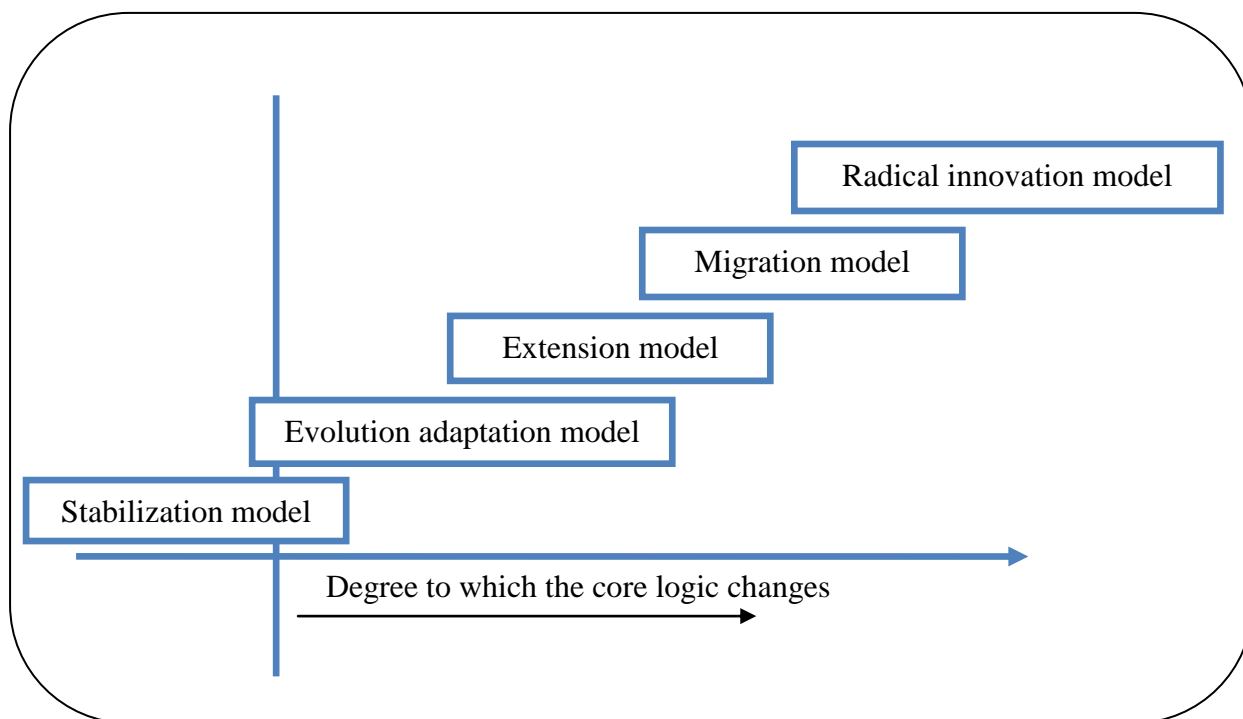 Radical innovation model
Migration model
Extension model
Evolution adaptation model
Stabilization model
Degree to which the core logic changes